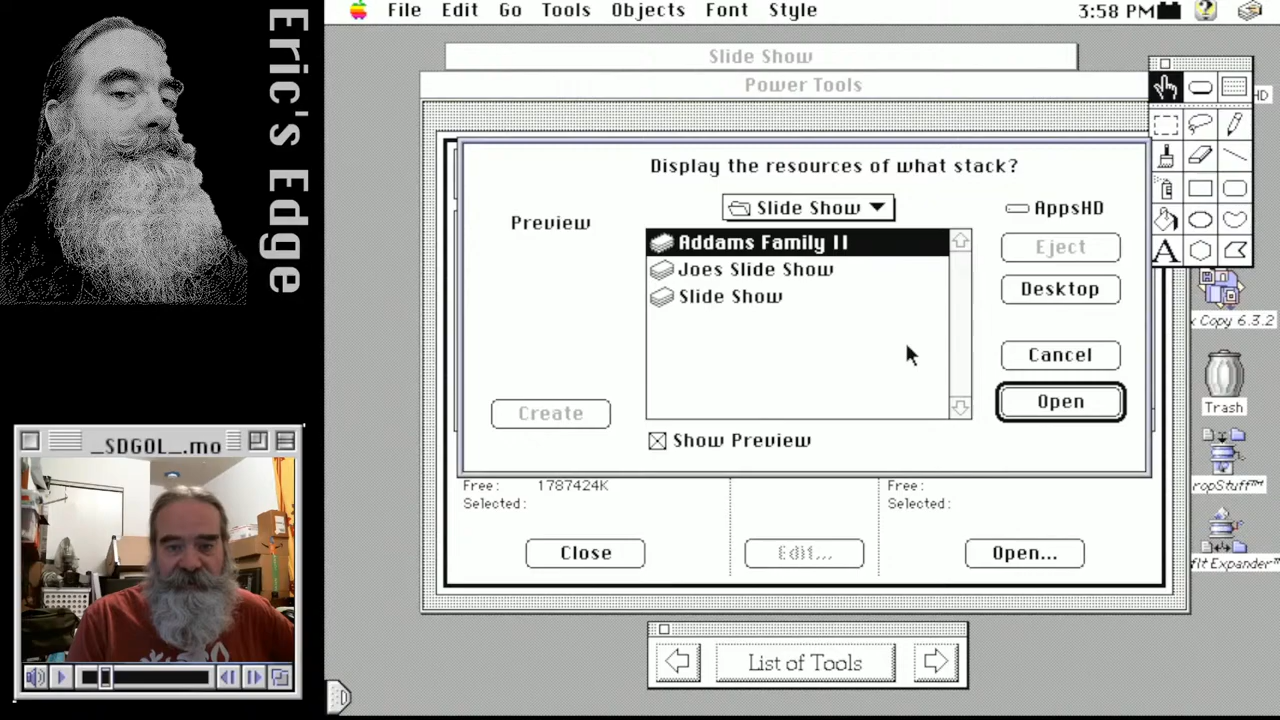 File Edit Go Tools Objects Font Style
3:58 PM
Eric's Edge
Slide Show
Power Tools
HD
Display the resources of what stack?
Preview
Slide Show
AppsHD
Addams Family II
Joes Slide Show
Slide Show
Eject
Desktop
Cancel
Open
Create
Show Preview
x Copy 6.3.2
Trash
ropStuff™
fIt Expander™
Free: 1787424K
Selected:
Free:
Selected:
Close
Edit...
Open...
List of Tools
_SDGOL_.mo